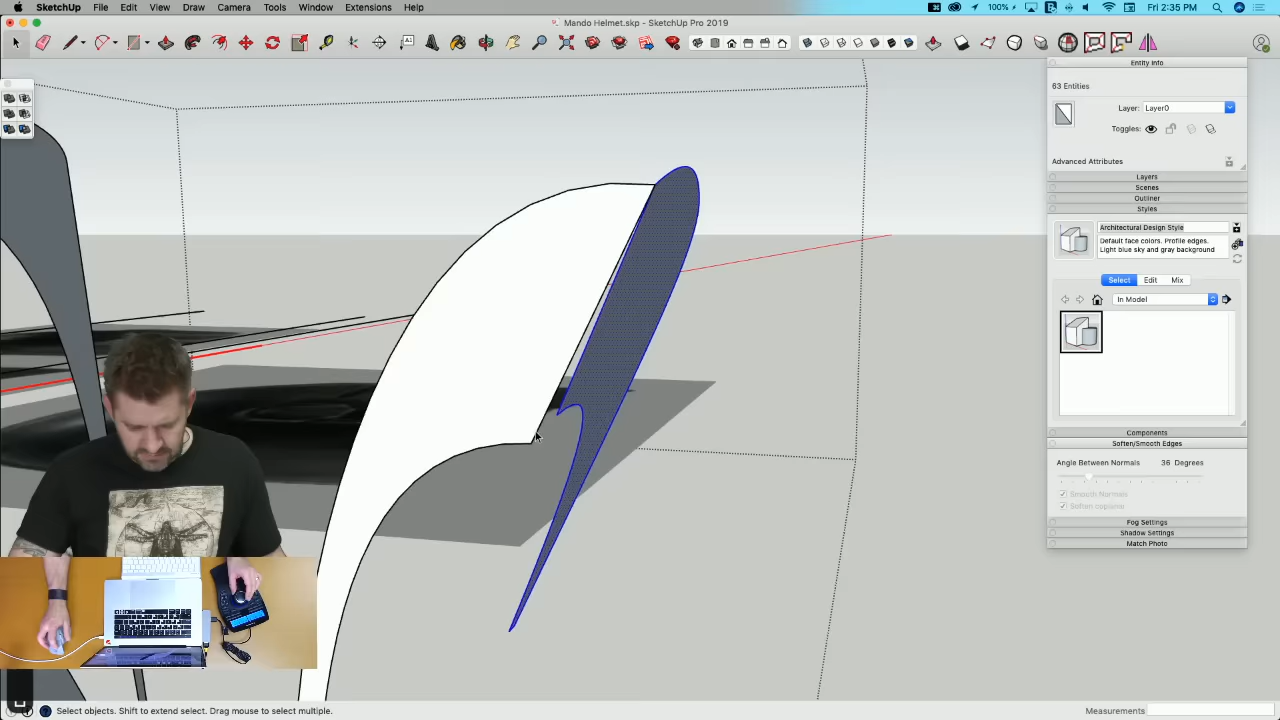 SketchUp File Edit View Draw Camera Tools Window Extensions Help
100% Fri 2:35 PM
Mando Helmet.skp - SketchUp Pro 2019
Entity Info
63 Entities
Layer: Layer0
Toggles:
Advanced Attributes
Layers
Scenes
Outliner
Styles
Architectural Design Style
Default face colors. Profile edges.
Light blue sky and gray background
Select Edit Mix
In Model
Components
Soften/Smooth Edges
Angle Between Normals 36 Degrees
Smooth Normals
Soften coplanar
Fog Settings
Shadow Settings
Match Photo
Select objects. Shift to extend select. Drag mouse to select multiple.
Measurements